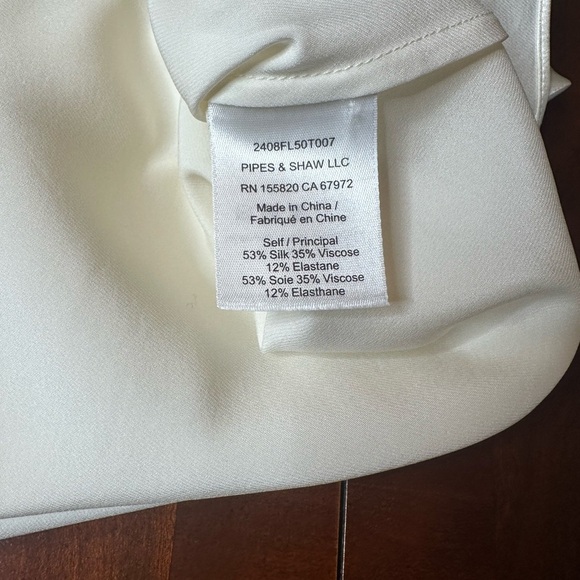 2408FL50T007
PIPES & SHAW LLC
RN 155820 CA 67972
Made in China /
Fabriqué en Chine
Self / Principal
53% Silk 35% Viscose
12% Elastane
53% Soie 35% Viscose
12% Elasthane